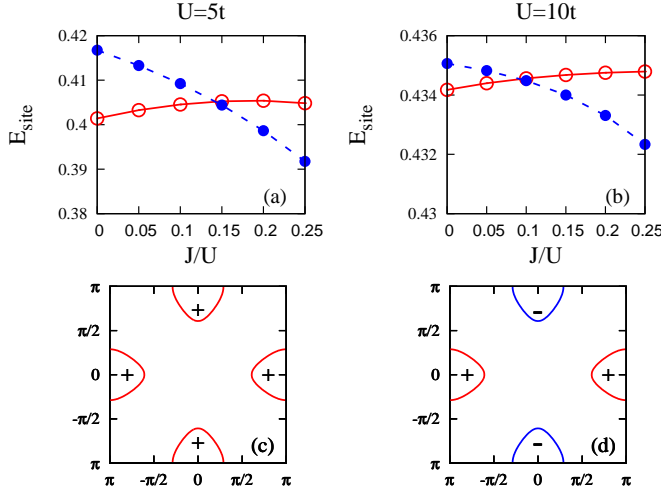 U=5t U=10t
0.42 0.436
0.41 0.434
0.4 0.432
0.39 0.43
0.38
E_site E_site
(a) (b)
0 0.05 0.1 0.15 0.2 0.25 0 0.05 0.1 0.15 0.2 0.25
J/U J/U
π + π -
π/2 π/2
0 + + 0 + +
-π/2 -π/2
π + (c) π - (d)
π -π/2 0 π/2 π π -π/2 0 π/2 π